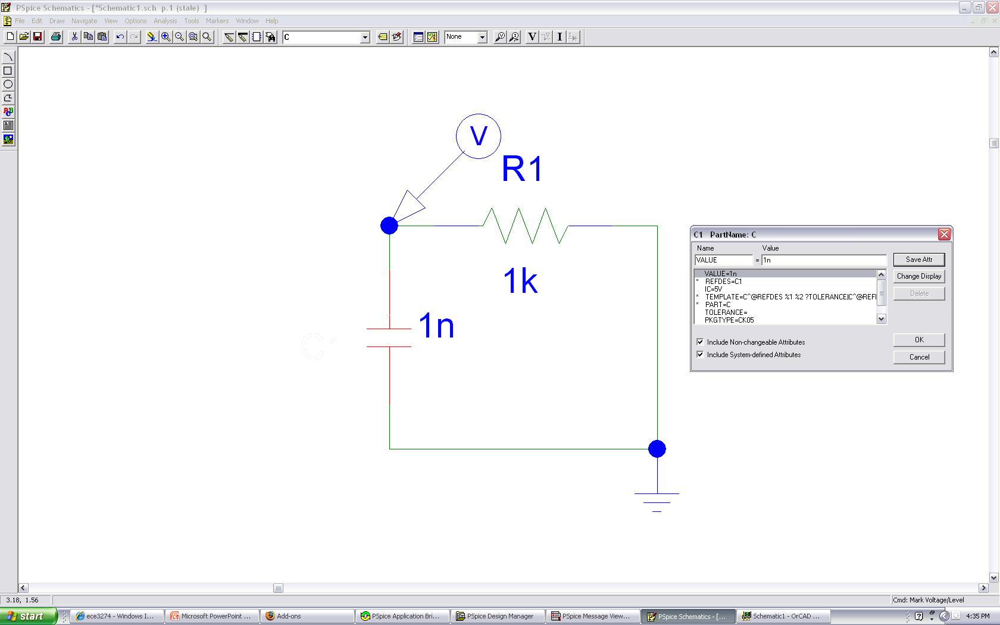 PSpice Schematics - [*Schematic1.sch p.1 (stale) ]
File Edit Draw Navigate View Options Analysis Tools Markers Window Help
C None V V I
A B C
V
R1
1k
1n
C1 PartName: C
Name Value
VALUE = 1n Save Attr
VALUE=1n
* REFDES=C1
IC=5V
* TEMPLATE=C^@REFDES %1 %2 ?TOLERANCE|C^@REF
* PART=C
TOLERANCE=
PKGTYPE=CK05
Change Display
Delete
Include Non-changeable Attributes
Include System-defined Attributes
OK
Cancel
3.18, 1.56 Cmd: Mark Voltage/Level
start ece3274 - Windows I... Microsoft PowerPoint ... Add-ons PSpice Application Bri... PSpice Design Manager PSpice Message View... PSpice Schematics - [... Schematic1 - OrCAD ... 4:35 PM